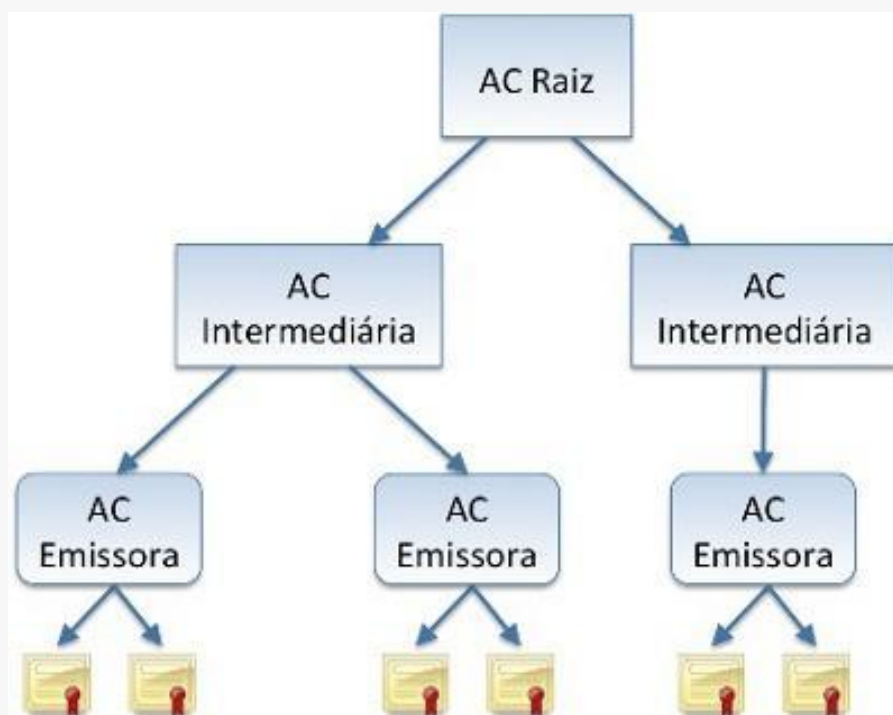 AC Raiz
AC
Intermediária
AC
Intermediária
AC
Emissora
AC
Emissora
AC
Emissora